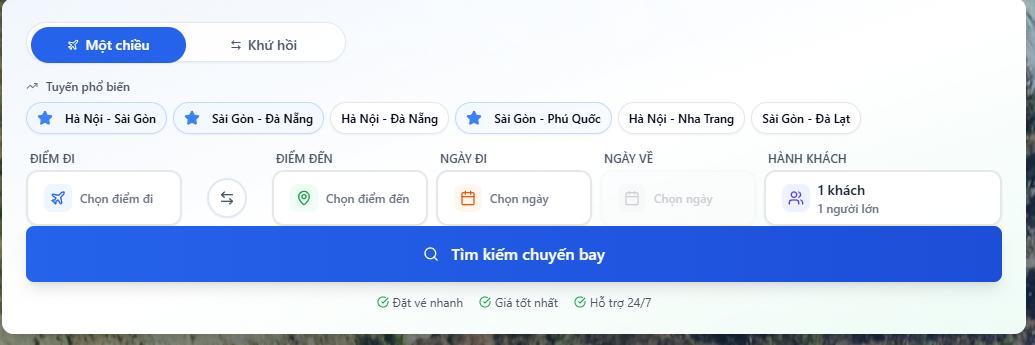 Một chiều
Khứ hồi
Tuyến phổ biến
Hà Nội - Sài Gòn
Sài Gòn - Đà Nẵng
Hà Nội - Đà Nẵng
Sài Gòn - Phú Quốc
Hà Nội - Nha Trang
Sài Gòn - Đà Lạt
ĐIỂM ĐI
Chọn điểm đi
ĐIỂM ĐẾN
Chọn điểm đến
NGÀY ĐI
Chọn ngày
NGÀY VỀ
Chọn ngày
HÀNH KHÁCH
1 khách
1 người lớn
Tìm kiếm chuyến bay
Đặt vé nhanh
Giá tốt nhất
Hỗ trợ 24/7